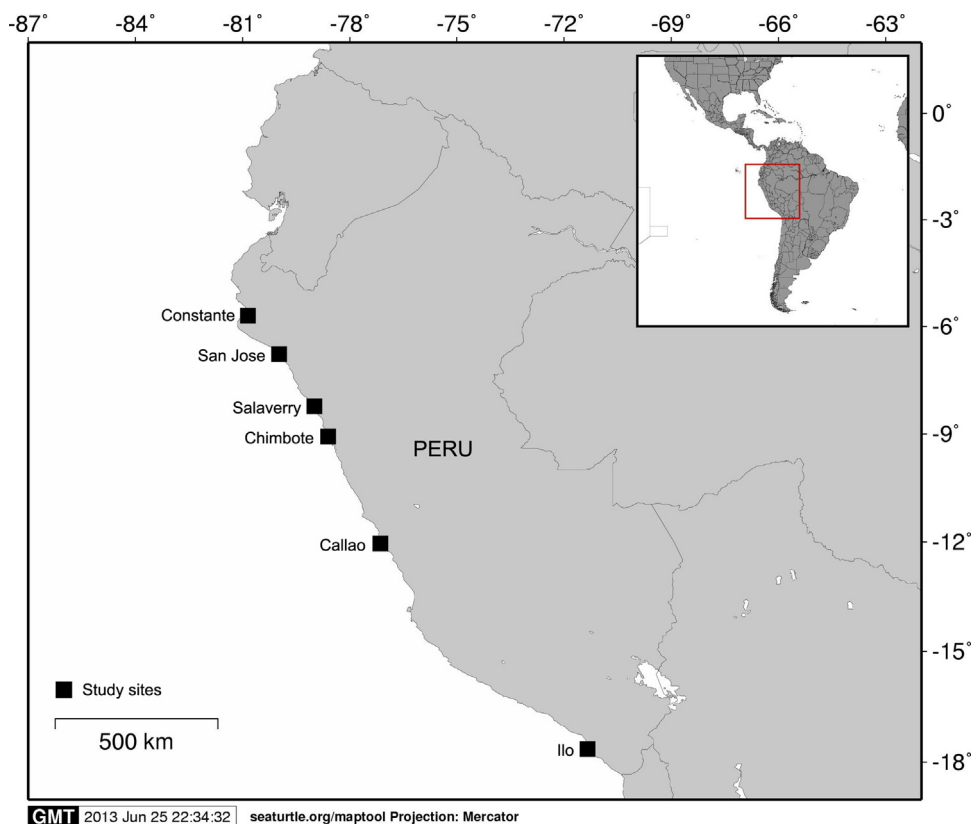 -87° -84° -81° -78° -75° -72° -69° -66° -63°
0°
-3°
Constante
-6°
San Jose
Salaverry
Chimbote
-9°
PERU
Callao
-12°
-15°
Study sites
500 km
Ilo
-18°
GMT 2013 Jun 25 22:34:32 seaturtle.org/maptool Projection: Mercator